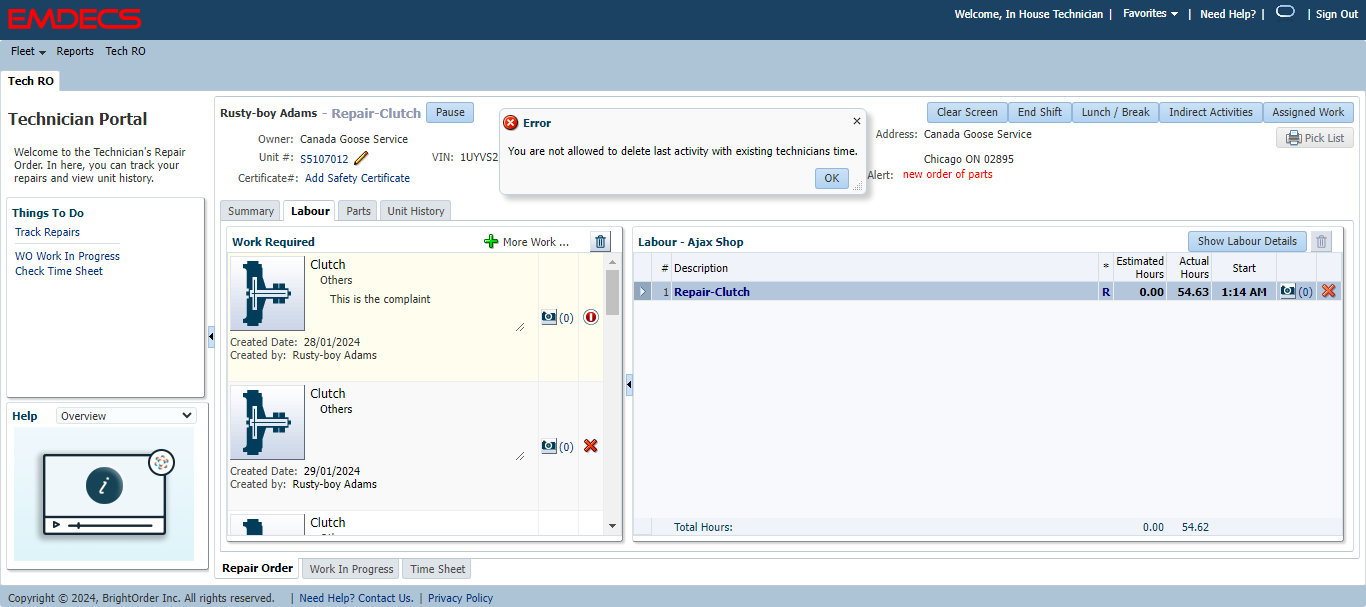 EMDECS
Welcome, In House Technician | Favorites | Need Help? | | Sign Out
Fleet Reports Tech RO
Tech RO
Technician Portal
Welcome to the Technician's Repair
Order. In here, you can track your
repairs and view unit history.
Things To Do
Track Repairs
WO Work In Progress
Check Time Sheet
Help Overview
Rusty-boy Adams - Repair-Clutch Pause
Owner: Canada Goose Service
Unit #: S5107012 VIN: 1UYVS2
Certificate#: Add Safety Certificate
Error
You are not allowed to delete last activity with existing technicians time.
OK
Clear Screen End Shift Lunch / Break Indirect Activities Assigned Work
Address: Canada Goose Service
Pick List
Chicago ON 02895
Alert: new order of parts
Summary Labour Parts Unit History
Work Required More Work ...
Clutch
Others
This is the complaint
(0)
Created Date: 28/01/2024
Created by: Rusty-boy Adams
Clutch
Others
(0)
Created Date: 29/01/2024
Created by: Rusty-boy Adams
Clutch
Labour - Ajax Shop Show Labour Details
# Description * Estimated Hours Actual Hours Start
1 Repair-Clutch R 0.00 54.63 1:14 AM (0)
Total Hours: 0.00 54.62
Repair Order Work In Progress Time Sheet
Copyright © 2024, BrightOrder Inc. All rights reserved. | Need Help? Contact Us. | Privacy Policy